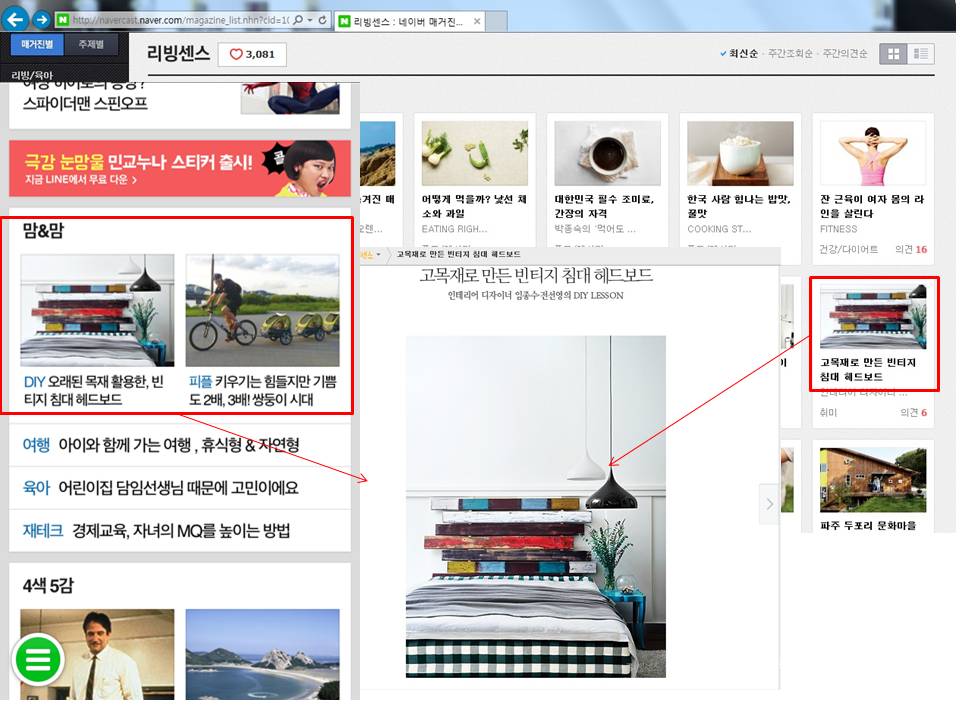 http://navercast.naver.com/magazine_list.nhn?cid=10
리빙센스 : 네이버 매거진...
매거진별
주제별
리빙/육아
리빙센스
3,081
최신순 · 주간조회순 · 주간의견순
스파이더맨 스핀오프
극강 눈망울 민교누나 스티커 출시!
지금 LINE에서 무료 다운 >
맘&맘
DIY 오래된 목재 활용한, 빈
티지 침대 헤드보드
피플 키우기는 힘들지만 기쁨
도 2배, 3배! 쌍둥이 시대
여행 아이와 함께 가는 여행 , 휴식형 & 자연형
육아 어린이집 담임선생님 때문에 고민이에요
재테크 경제교육, 자녀의 MQ를 높이는 방법
4색 5감
어떻게 먹을까? 낯선 채
소와 과일
EATING RIGH...
대한민국 필수 조미료,
간장의 자격
박종숙의 '먹어도 ...
한국 사람 힘나는 밥맛,
꿀맛
COOKING ST...
잔 근육이 여자 몸의 라
인을 살린다
FITNESS
건강/다이어트
의견 16
고목재로 만든 빈티지 침대 헤드보드
고목재로 만든 빈티지 침대 헤드보드
인테리어 디자이너 임종수·전선영의 DIY LESSON
고목재로 만든 빈티지
침대 헤드보드
취미
의견 6
파주 두포리 문화마을